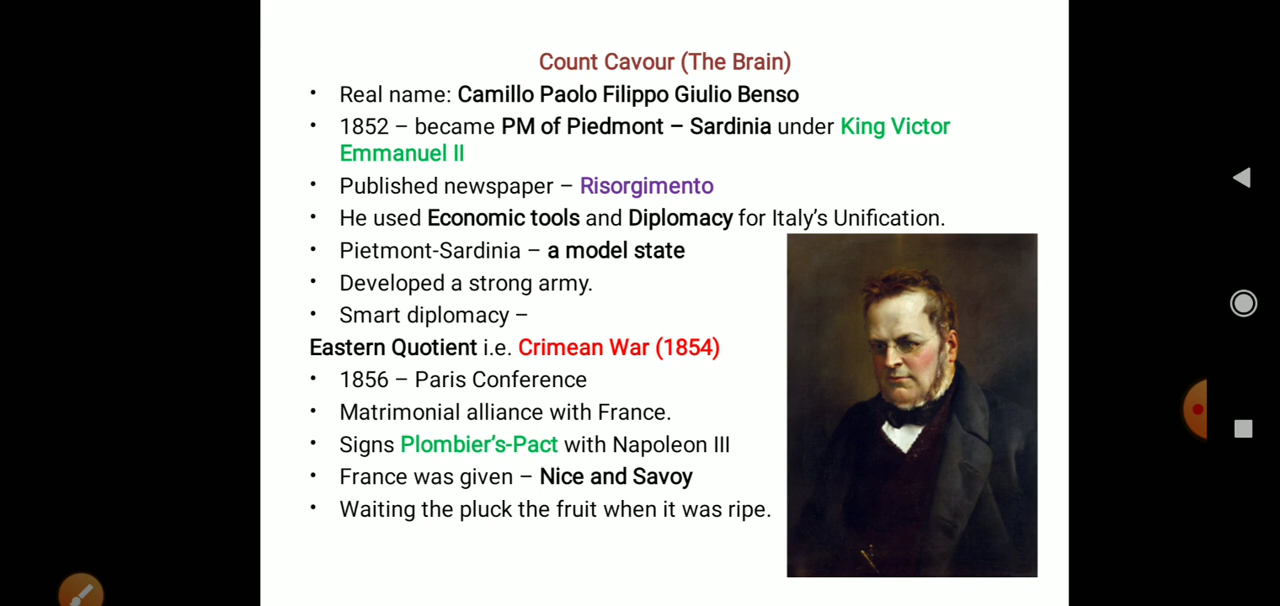 Count Cavour (The Brain)
• Real name: Camillo Paolo Filippo Giulio Benso
• 1852 – became PM of Piedmont – Sardinia under King Victor
Emmanuel II
• Published newspaper – Risorgimento
• He used Economic tools and Diplomacy for Italy's Unification.
• Pietmont-Sardinia – a model state
• Developed a strong army.
• Smart diplomacy –
Eastern Quotient i.e. Crimean War (1854)
• 1856 – Paris Conference
• Matrimonial alliance with France.
• Signs Plombier's-Pact with Napoleon III
• France was given – Nice and Savoy
• Waiting the pluck the fruit when it was ripe.